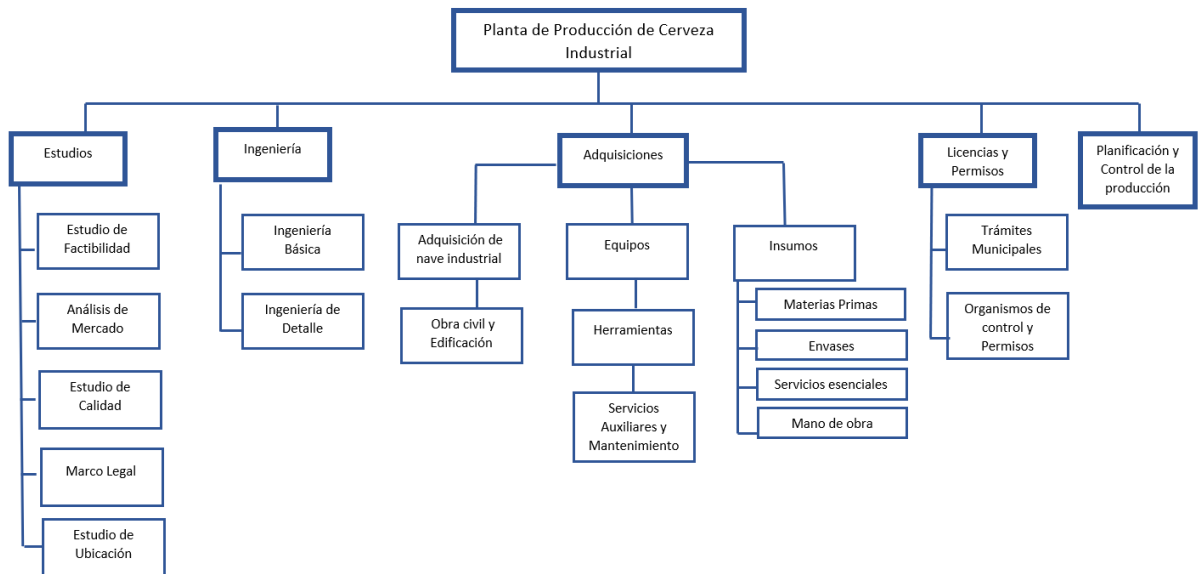 Planta de Producción de Cerveza
Industrial
Estudios
Estudio de
Factibilidad
Análisis de
Mercado
Estudio de
Calidad
Marco Legal
Estudio de
Ubicación
Ingeniería
Ingeniería
Básica
Ingeniería de
Detalle
Adquisiciones
Adquisición de
nave industrial
Obra civil y
Edificación
Equipos
Herramientas
Servicios
Auxiliares y
Mantenimiento
Insumos
Materias Primas
Envases
Servicios esenciales
Mano de obra
Licencias y
Permisos
Trámites
Municipales
Organismos de
control y
Permisos
Planificación y
Control de la
producción